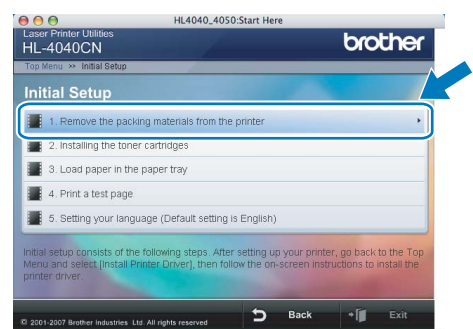 HL4040_4050:Start Here
Laser Printer Utilities
HL-4040CN
brother
Top Menu >> Initial Setup
Initial Setup
1. Remove the packing materials from the printer
2. Installing the toner cartridges
3. Load paper in the paper tray
4. Print a test page
5. Setting your language (Default setting is English)
Initial setup consists of the following steps. After setting up your printer, go back to the Top
Menu and select [Install Printer Driver], then follow the on-screen instructions to install the
printer driver.
© 2001-2007 Brother Industries Ltd. All rights reserved
Back
Exit